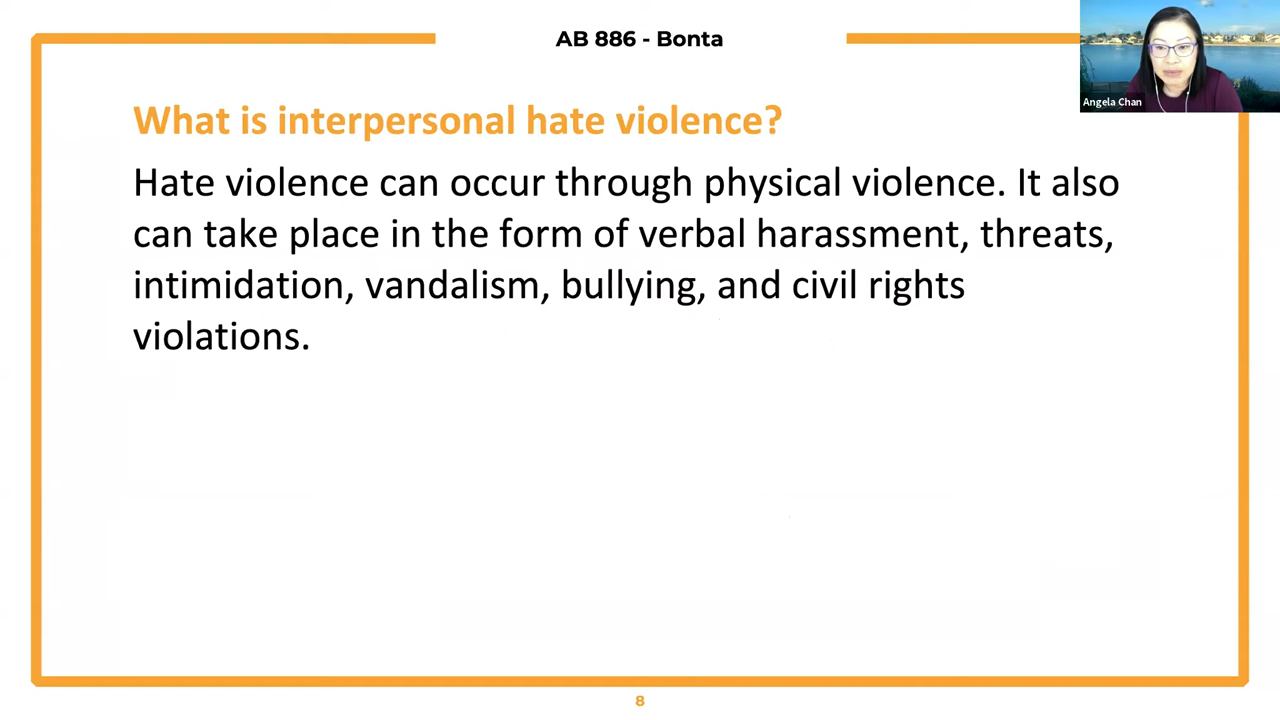 AB 886 - Bonta
Angela Chan
What is interpersonal hate violence?
Hate violence can occur through physical violence. It also
can take place in the form of verbal harassment, threats,
intimidation, vandalism, bullying, and civil rights
violations.
8